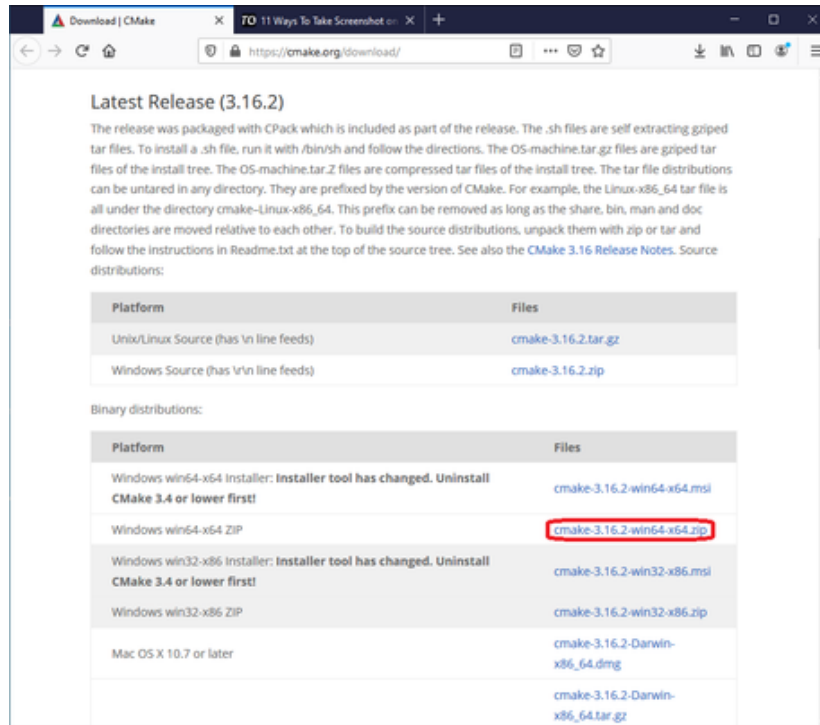 Download | CMake
TO 11 Ways To Take Screenshot on
https://cmake.org/download/
Latest Release (3.16.2)
The release was packaged with CPack which is included as part of the release. The .sh files are self extracting gziped
tar files. To install a .sh file, run it with /bin/sh and follow the directions. The OS-machine.tar.gz files are gziped tar
files of the install tree. The OS-machine.tar.Z files are compressed tar files of the install tree. The tar file distributions
can be untared in any directory. They are prefixed by the version of CMake. For example, the Linux-x86_64 tar file is
all under the directory cmake–Linux-x86_64. This prefix can be removed as long as the share, bin, man and doc
directories are moved relative to each other. To build the source distributions, unpack them with zip or tar and
follow the instructions in Readme.txt at the top of the source tree. See also the CMake 3.16 Release Notes. Source
distributions:
Platform Files
Unix/Linux Source (has \n line feeds) cmake-3.16.2.tar.gz
Windows Source (has \r\n line feeds) cmake-3.16.2.zip
Binary distributions:
Platform Files
Windows win64-x64 Installer: Installer tool has changed. Uninstall
CMake 3.4 or lower first!
cmake-3.16.2-win64-x64.msi
Windows win64-x64 ZIP cmake-3.16.2-win64-x64.zip
Windows win32-x86 Installer: Installer tool has changed. Uninstall
CMake 3.4 or lower first!
cmake-3.16.2-win32-x86.msi
Windows win32-x86 ZIP cmake-3.16.2-win32-x86.zip
Mac OS X 10.7 or later
cmake-3.16.2-Darwin-
x86_64.dmg
cmake-3.16.2-Darwin-
x86_64.tar.gz